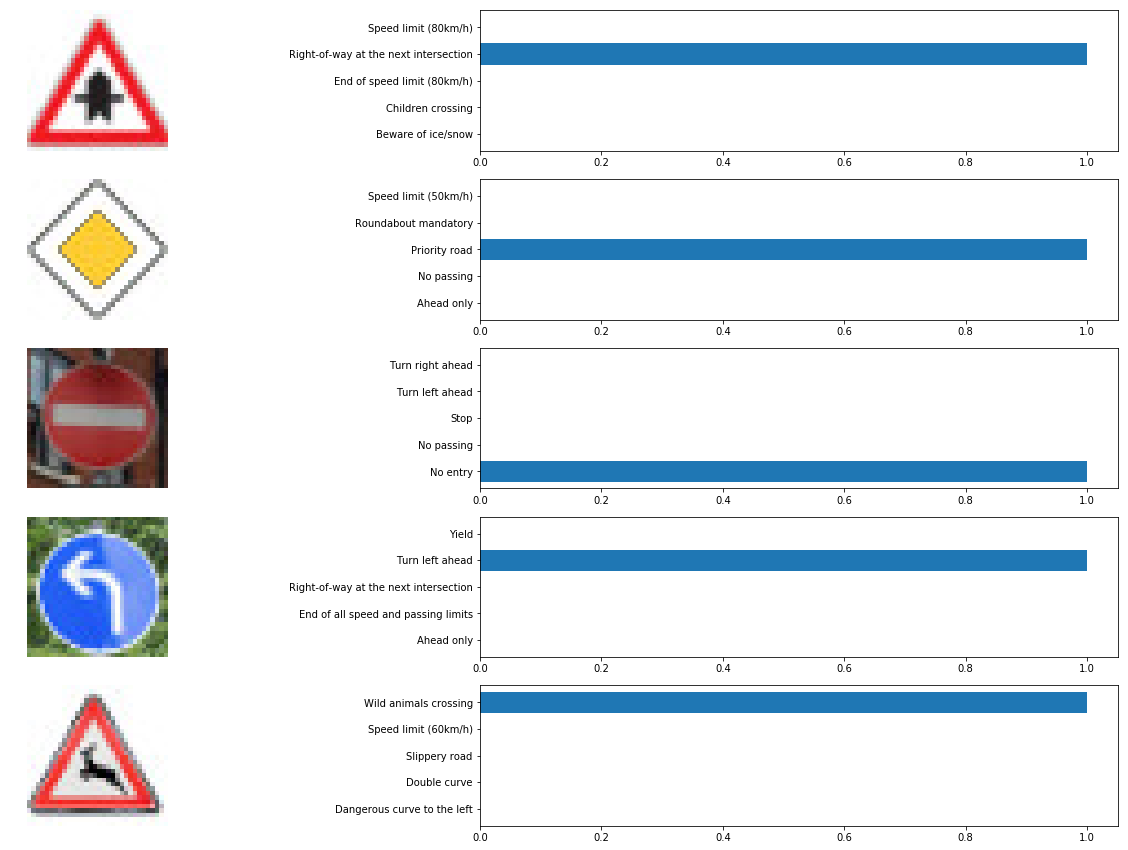 Speed limit (80km/h)
Right-of-way at the next intersection
End of speed limit (80km/h)
Children crossing
Beware of ice/snow
0.0 0.2 0.4 0.6 0.8 1.0
Speed limit (50km/h)
Roundabout mandatory
Priority road
No passing
Ahead only
0.0 0.2 0.4 0.6 0.8 1.0
Turn right ahead
Turn left ahead
Stop
No passing
No entry
0.0 0.2 0.4 0.6 0.8 1.0
Yield
Turn left ahead
Right-of-way at the next intersection
End of all speed and passing limits
Ahead only
0.0 0.2 0.4 0.6 0.8 1.0
Wild animals crossing
Speed limit (60km/h)
Slippery road
Double curve
Dangerous curve to the left
0.0 0.2 0.4 0.6 0.8 1.0